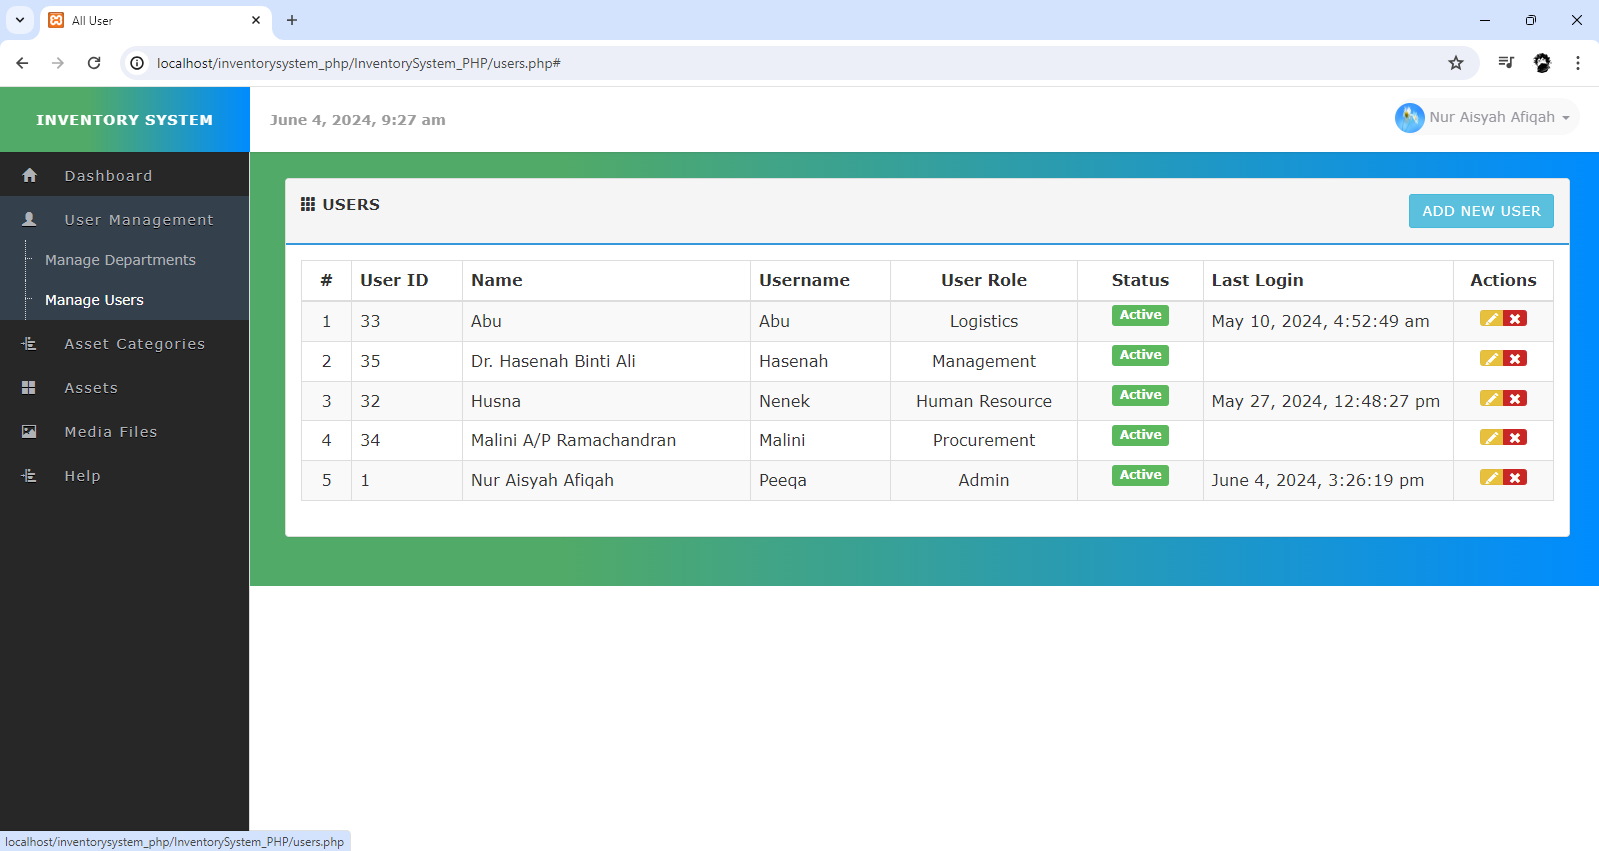 All User
localhost/inventorysystem_php/InventorySystem_PHP/users.php#
INVENTORY SYSTEM
June 4, 2024, 9:27 am
Nur Aisyah Afiqah
Dashboard
User Management
Manage Departments
Manage Users
Asset Categories
Assets
Media Files
Help
USERS
ADD NEW USER
# User ID Name Username User Role Status Last Login Actions
1 33 Abu Abu Logistics Active May 10, 2024, 4:52:49 am
2 35 Dr. Hasenah Binti Ali Hasenah Management Active
3 32 Husna Nenek Human Resource Active May 27, 2024, 12:48:27 pm
4 34 Malini A/P Ramachandran Malini Procurement Active
5 1 Nur Aisyah Afiqah Peeqa Admin Active June 4, 2024, 3:26:19 pm
localhost/inventorysystem_php/InventorySystem_PHP/users.php